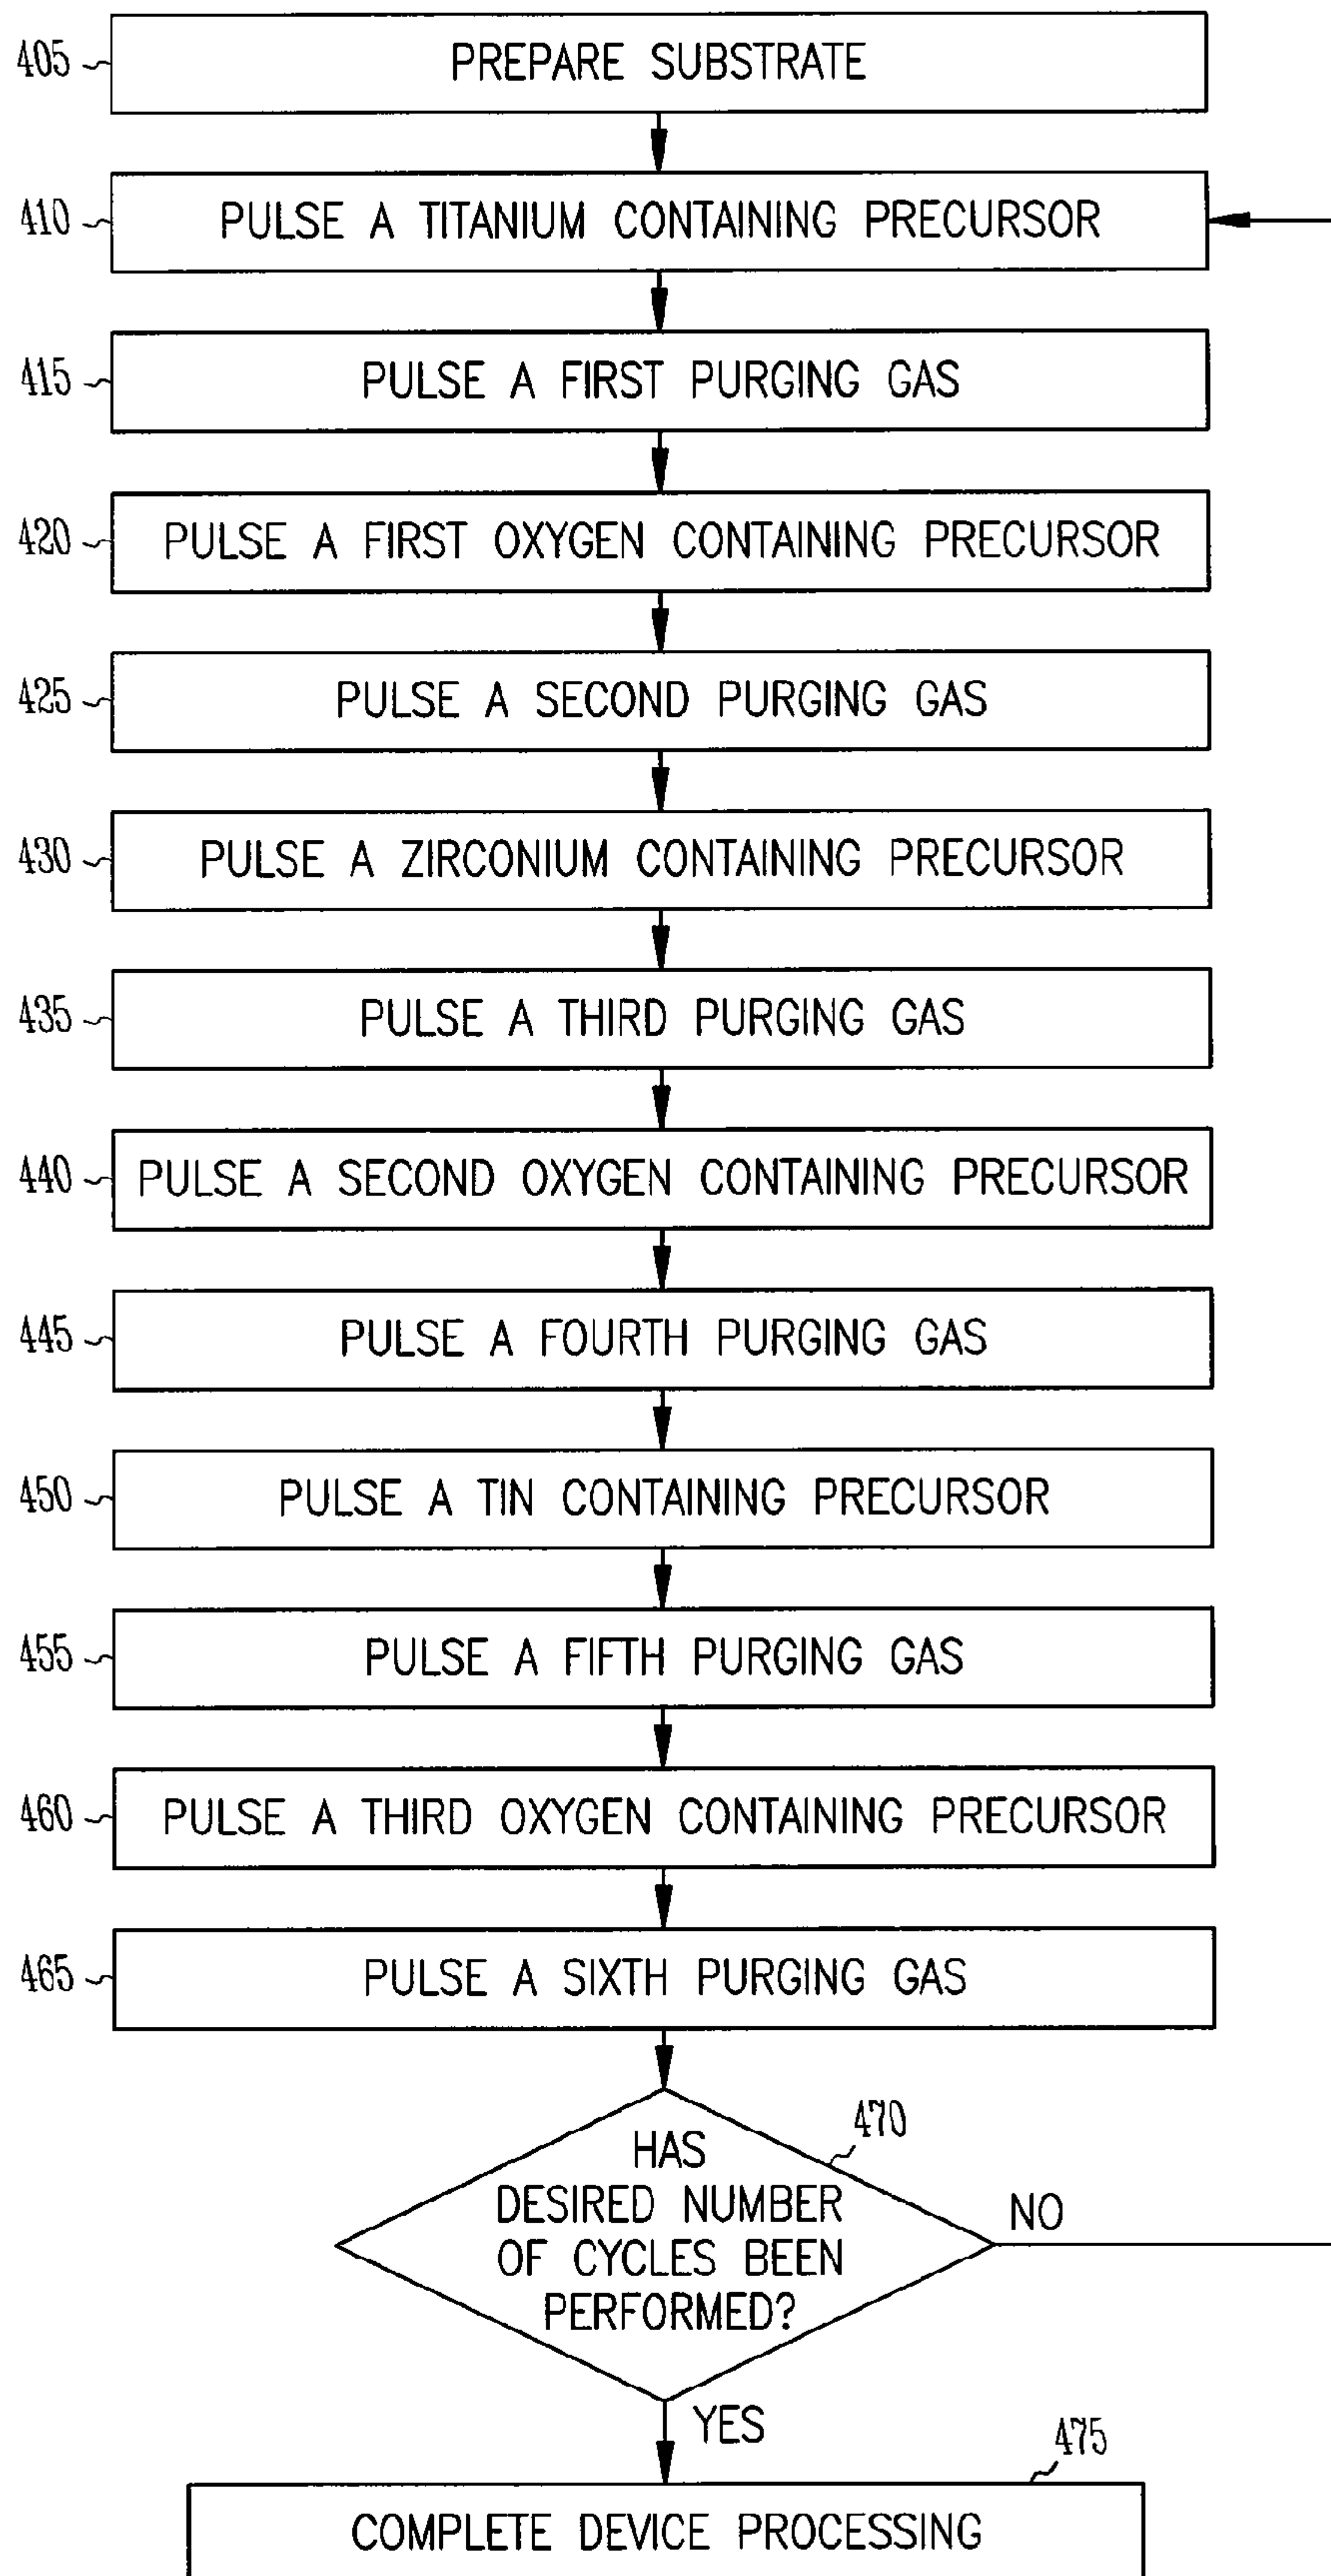 405 PREPARE SUBSTRATE
410 PULSE A TITANIUM CONTAINING PRECURSOR
415 PULSE A FIRST PURGING GAS
420 PULSE A FIRST OXYGEN CONTAINING PRECURSOR
425 PULSE A SECOND PURGING GAS
430 PULSE A ZIRCONIUM CONTAINING PRECURSOR
435 PULSE A THIRD PURGING GAS
440 PULSE A SECOND OXYGEN CONTAINING PRECURSOR
445 PULSE A FOURTH PURGING GAS
450 PULSE A TIN CONTAINING PRECURSOR
455 PULSE A FIFTH PURGING GAS
460 PULSE A THIRD OXYGEN CONTAINING PRECURSOR
465 PULSE A SIXTH PURGING GAS
470
HAS
DESIRED NUMBER
OF CYCLES BEEN
PERFORMED?
NO
YES
475
COMPLETE DEVICE PROCESSING